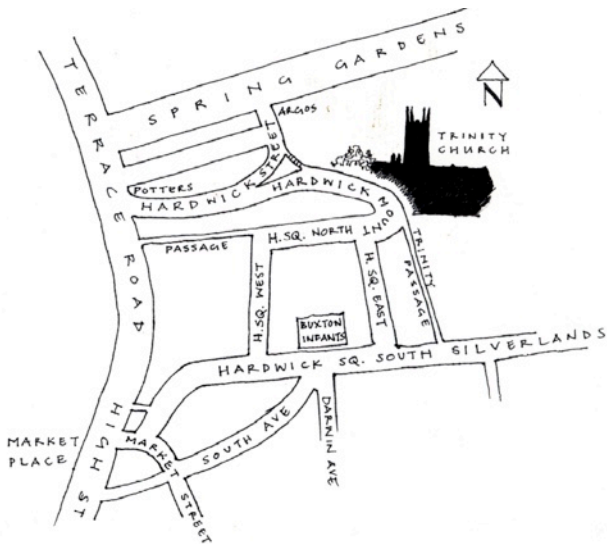 SPRING GARDENS
TERRACE ROAD
ARGOS
N
TRINITY
CHURCH
POTTERS
HARDWICK STREET
HARDWICK MOUNT
PASSAGE
H. SQ. NORTH
TRINITY
PASSAGE
H. SQ. WEST
H. SQ. EAST
BUXTON
INFANTS
HARDWICK SQ. SOUTH
SILVERLANDS
HIGH ST
MARKET
PLACE
MARKET STREET
SOUTH AVE
DARNIN AVE